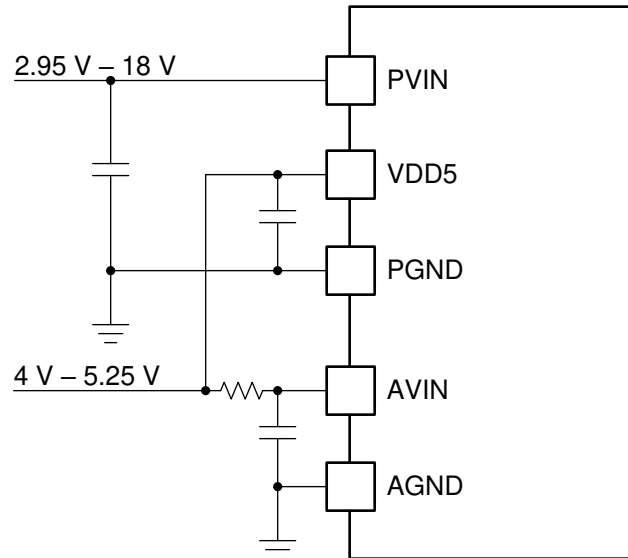 2.95 V – 18 V
PVIN
VDD5
PGND
4 V – 5.25 V
AVIN
AGND